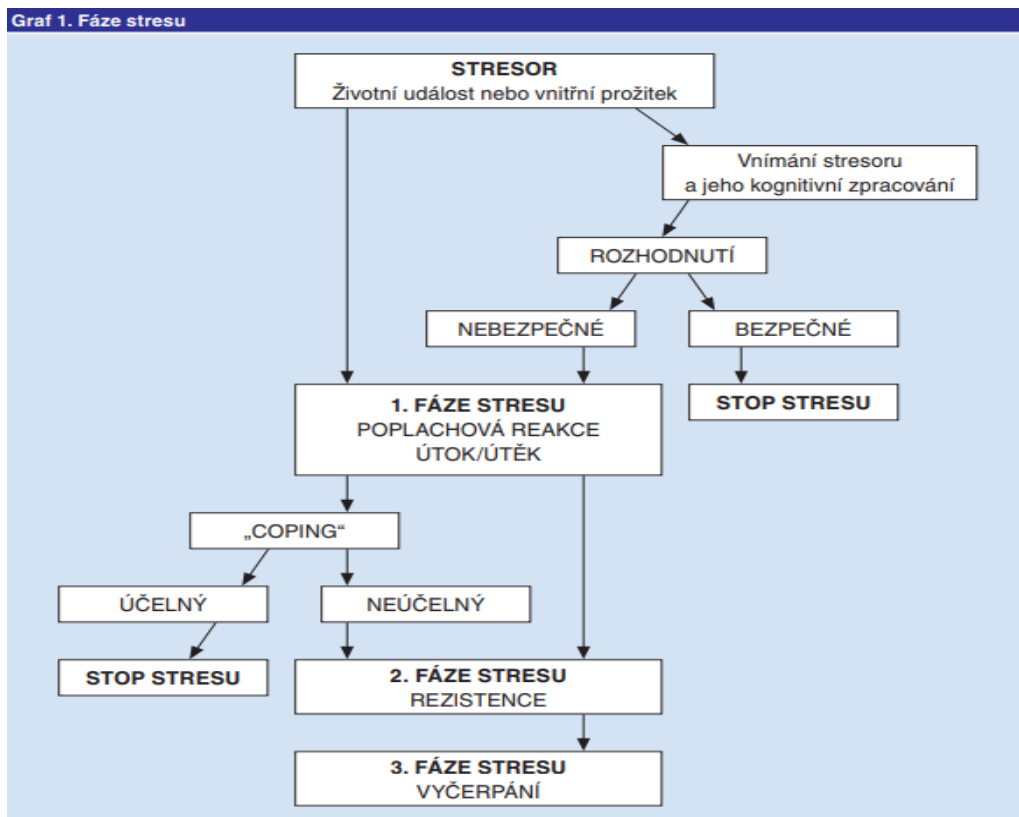 Graf 1. Fáze stresu
STRESOR
Životní událost nebo vnitřní prožitek
Vnímání stresoru
a jeho kognitivní zpracování
ROZHODNUTÍ
NEBEZPEČNÉ
BEZPEČNÉ
1. FÁZE STRESU
POPLACHOVÁ REAKCE
ÚTOK/ÚTĚK
STOP STRESU
„COPING“
ÚČELNÝ
NEÚČELNÝ
STOP STRESU
2. FÁZE STRESU
REZISTENCE
3. FÁZE STRESU
VYČERPÁNÍ